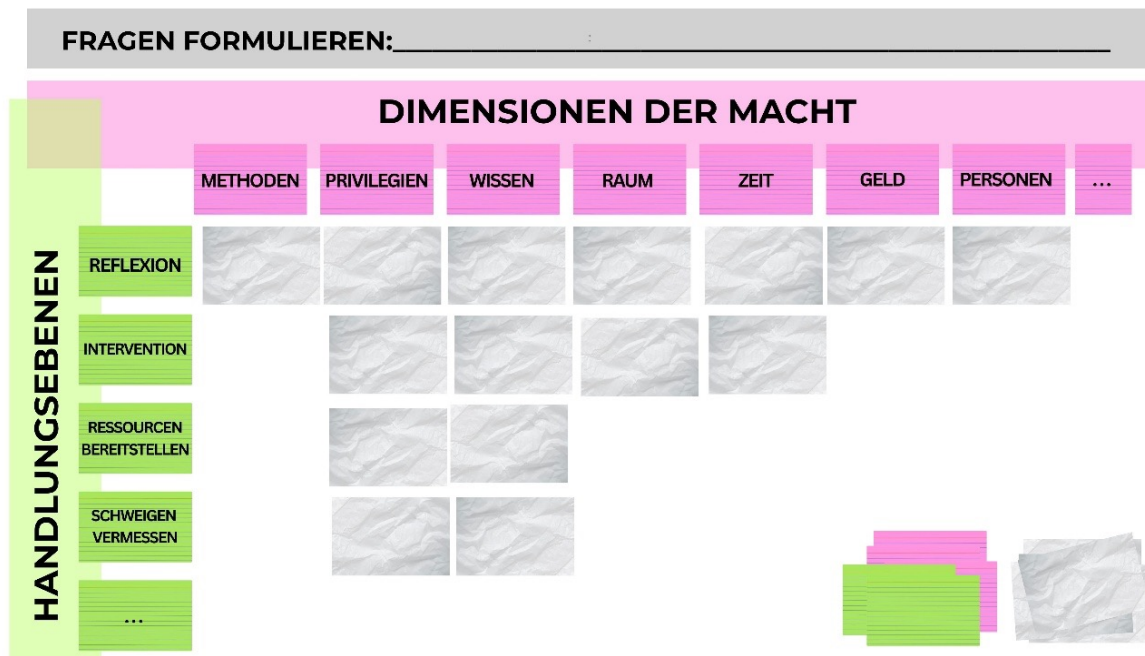 FRAGEN FORMULIEREN:
DIMENSIONEN DER MACHT
METHODEN
PRIVILEGIEN
WISSEN
RAUM
ZEIT
GELD
PERSONEN
...
HANDLUNGSEBENEN
REFLEXION
INTERVENTION
RESSOURCEN
BEREITSTELLEN
SCHWEIGEN
VERMESSEN
...